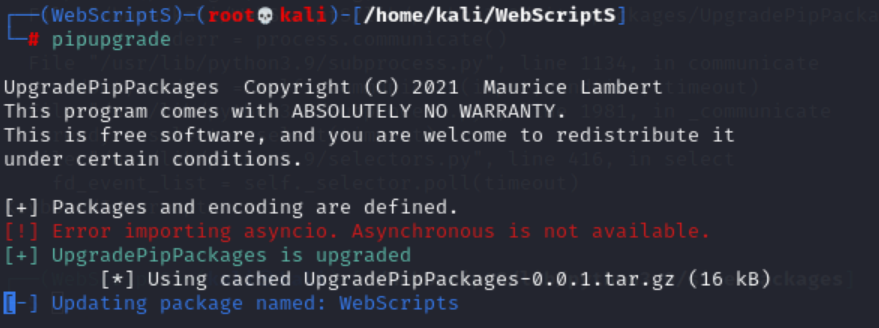 (WebScriptS)-(root💀kali)-[/home/kali/WebScriptS]
# pipupgrade
UpgradePipPackages  Copyright (C) 2021  Maurice Lambert
This program comes with ABSOLUTELY NO WARRANTY.
This is free software, and you are welcome to redistribute it
under certain conditions.
[+] Packages and encoding are defined.
[!] Error importing asyncio. Asynchronous is not available.
[+] UpgradePipPackages is upgraded
        [*] Using cached UpgradePipPackages-0.0.1.tar.gz (16 kB)
[-] Updating package named: WebScripts